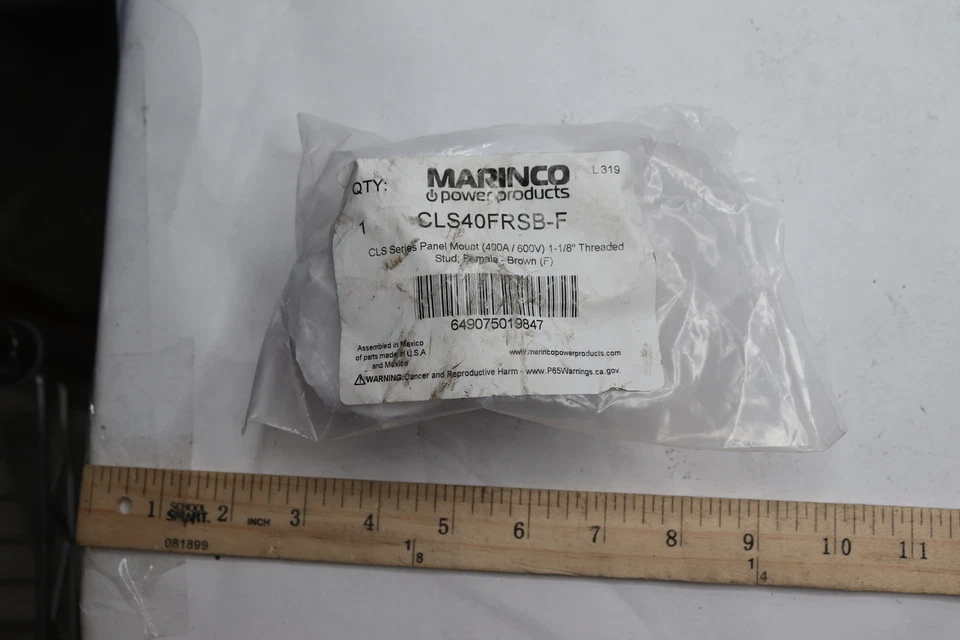 QTY:
MARINCO
L 319
power products
1
CLS40FRSB-F
CLS Series Panel Mount (400A / 600V) 1-1/8" Threaded
Stud; Female - Brown (F)
649075019847
Assembled in Mexico
of parts made in U.S.A
and Mexico
www.marincopowerproducts.com
WARNING: Cancer and Reproductive Harm - www.P65Warnings.ca.gov.
1 SCHOOL SMART. 2 INCH 3 4 5 6 7 8 9 10 11
081899
1/8
1/4